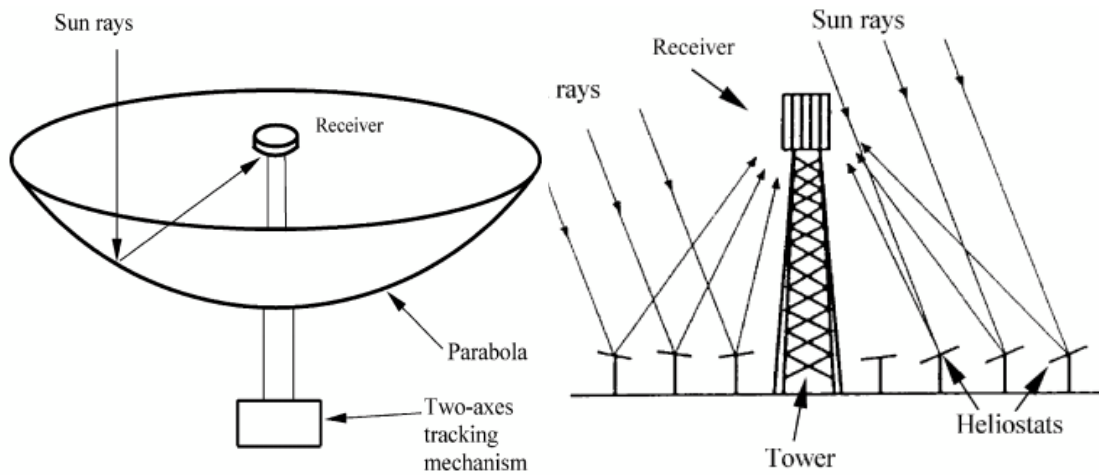 Sun rays
Receiver
Parabola
Two-axes
tracking
mechanism
Sun rays
Receiver
rays
Heliostats
Tower